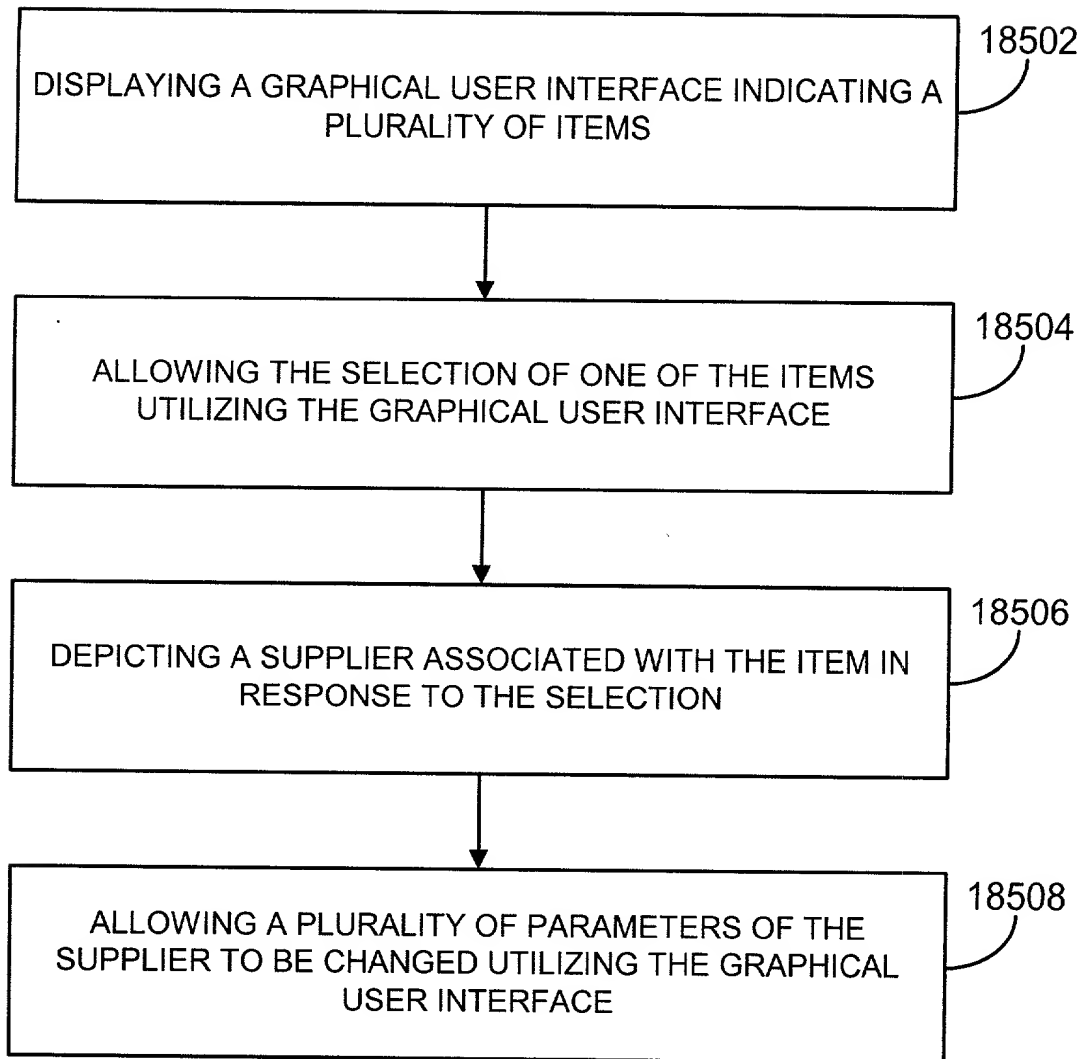 18502
DISPLAYING A GRAPHICAL USER INTERFACE INDICATING A
PLURALITY OF ITEMS
18504
ALLOWING THE SELECTION OF ONE OF THE ITEMS
UTILIZING THE GRAPHICAL USER INTERFACE
18506
DEPICTING A SUPPLIER ASSOCIATED WITH THE ITEM IN
RESPONSE TO THE SELECTION
18508
ALLOWING A PLURALITY OF PARAMETERS OF THE
SUPPLIER TO BE CHANGED UTILIZING THE GRAPHICAL
USER INTERFACE